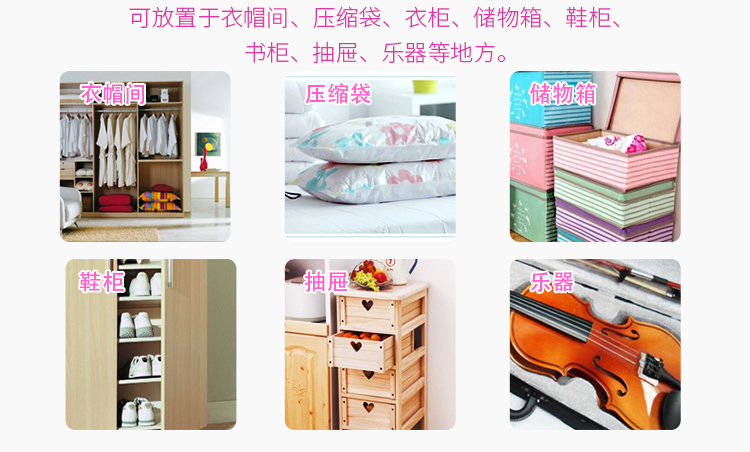 可放置于衣帽间、压缩袋、衣柜、储物箱、鞋柜、
书柜、抽屉、乐器等地方。
衣帽间
压缩袋
储物箱
鞋柜
抽屉
乐器